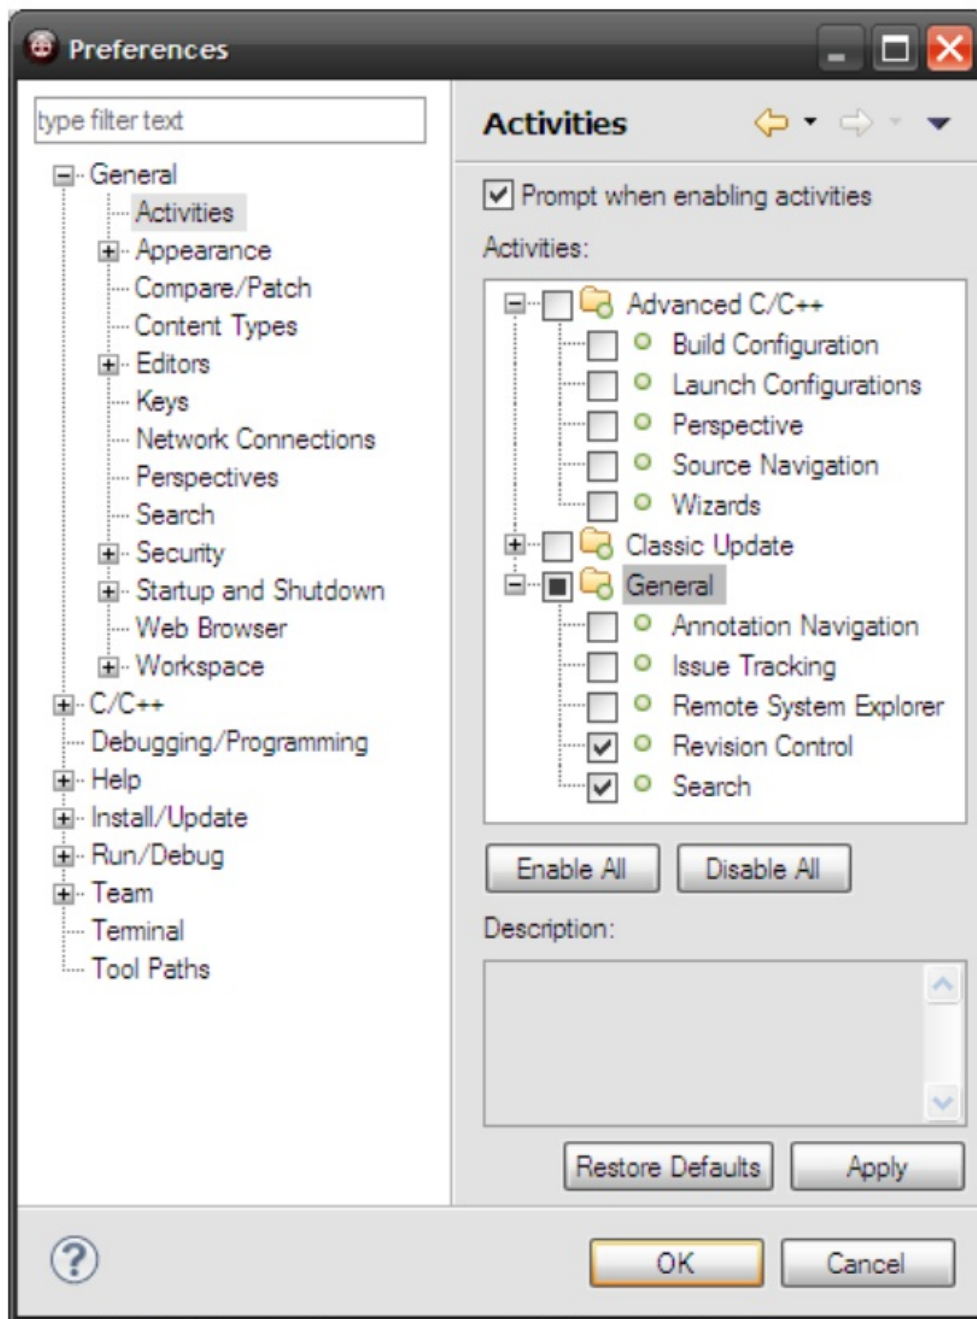 Preferences
type filter text
General
Activities
Appearance
Compare/Patch
Content Types
Editors
Keys
Network Connections
Perspectives
Search
Security
Startup and Shutdown
Web Browser
Workspace
C/C++
Debugging/Programming
Help
Install/Update
Run/Debug
Team
Terminal
Tool Paths
Activities
Prompt when enabling activities
Activities:
Advanced C/C++
Build Configuration
Launch Configurations
Perspective
Source Navigation
Wizards
Classic Update
General
Annotation Navigation
Issue Tracking
Remote System Explorer
Revision Control
Search
Enable All
Disable All
Description:
Restore Defaults
Apply
?
OK
Cancel